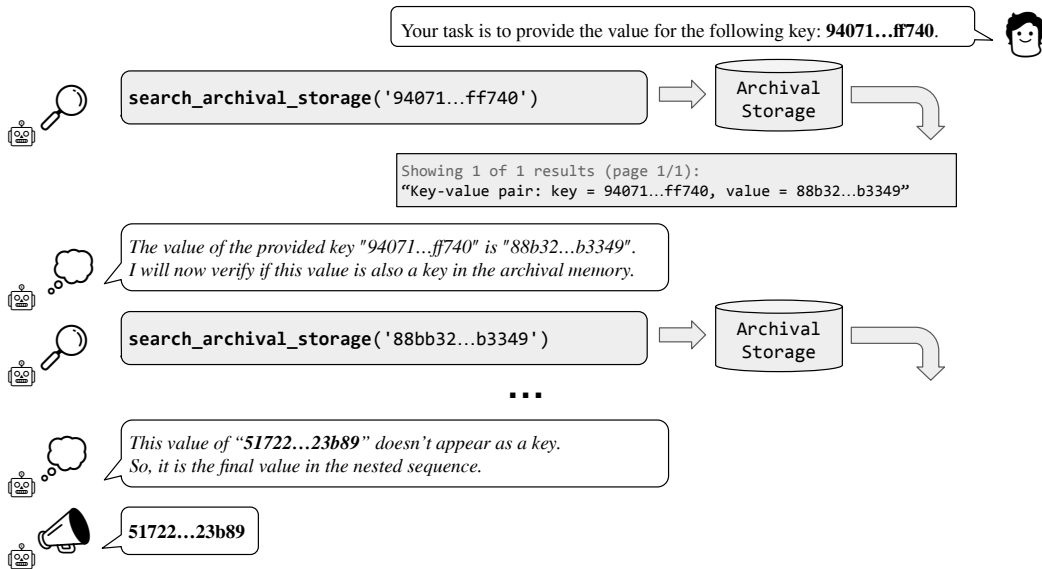 Your task is to provide the value for the following key: 94071…ff740.
search_archival_storage('94071…ff740')
Archival
Storage
Showing 1 of 1 results (page 1/1):
“Key-value pair: key = 94071…ff740, value = 88b32…b3349”
The value of the provided key "94071…ff740" is "88b32…b3349".
I will now verify if this value is also a key in the archival memory.
search_archival_storage('88bb32…b3349')
Archival
Storage
...
This value of “51722…23b89” doesn’t appear as a key.
So, it is the final value in the nested sequence.
51722…23b89